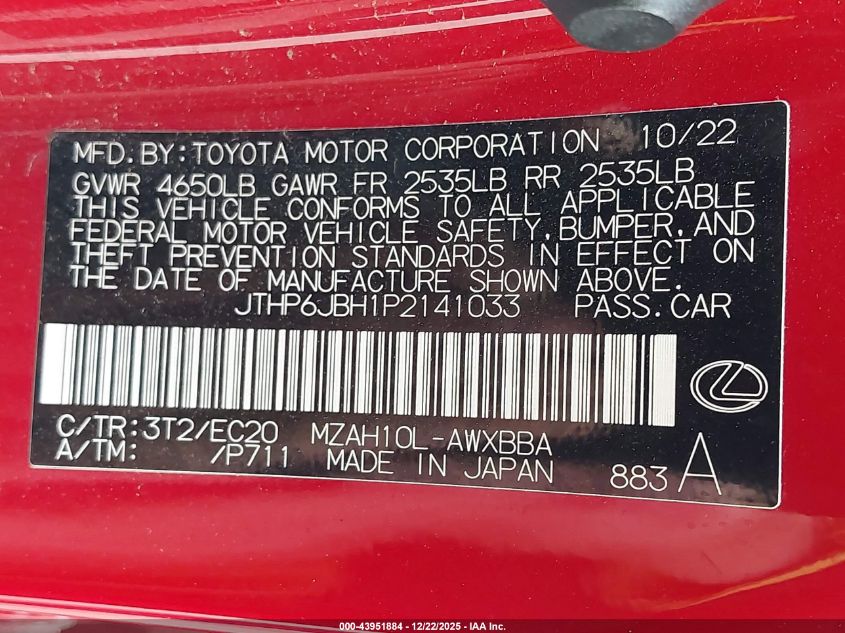 MFD.BY:TOYOTA MOTOR CORPORATION 10/22
GVWR 4650LB GAWR FR 2535LB RR 2535LB
THIS VEHICLE CONFORMS TO ALL APPLICABLE
FEDERAL MOTOR VEHICLE SAFETY,BUMPER,AND
THEFT PREVENTION STANDARDS IN EFFECT ON
THE DATE OF MANUFACTURE SHOWN ABOVE.
JTHP6JBH1P2141033 PASS.CAR
C/TR:3T2/EC20 MZAH10L-AWXBBA
A/TM: /P711 MADE IN JAPAN 883 A
000-43951884 - 12/22/2025 - IAA Inc.